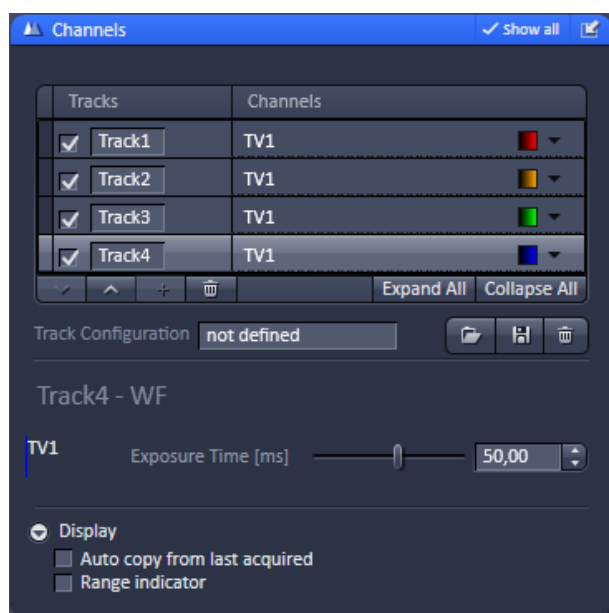 Channels Show all
Tracks Channels
Track1 TV1
Track2 TV1
Track3 TV1
Track4 TV1
Expand All Collapse All
Track Configuration not defined
Track4 - WF
TV1 Exposure Time [ms] 50,00
Display
Auto copy from last acquired
Range indicator